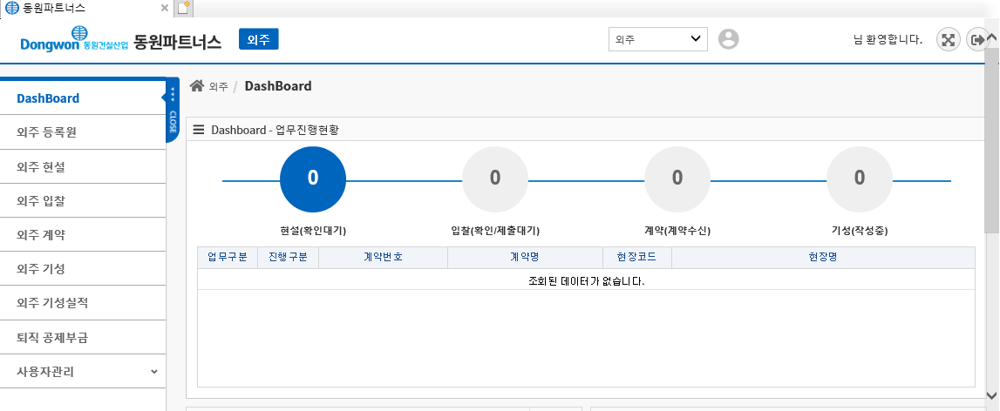 동원파트너스
Dongwon 동원건설산업 동원파트너스 외주 외주 님 환영합니다.
외주 / DashBoard
CLOSE
DashBoard
외주 등록원
외주 현설
외주 입찰
외주 계약
외주 기성
외주 기성실적
퇴직 공제부금
사용자관리
Dashboard - 업무진행현황
0 0 0 0
현설(확인대기) 입찰(확인/제출대기) 계약(계약수신) 기성(작성중)
업무구분 진행구분 계약번호 계약명 현장코드 현장명
조회된 데이터가 없습니다.